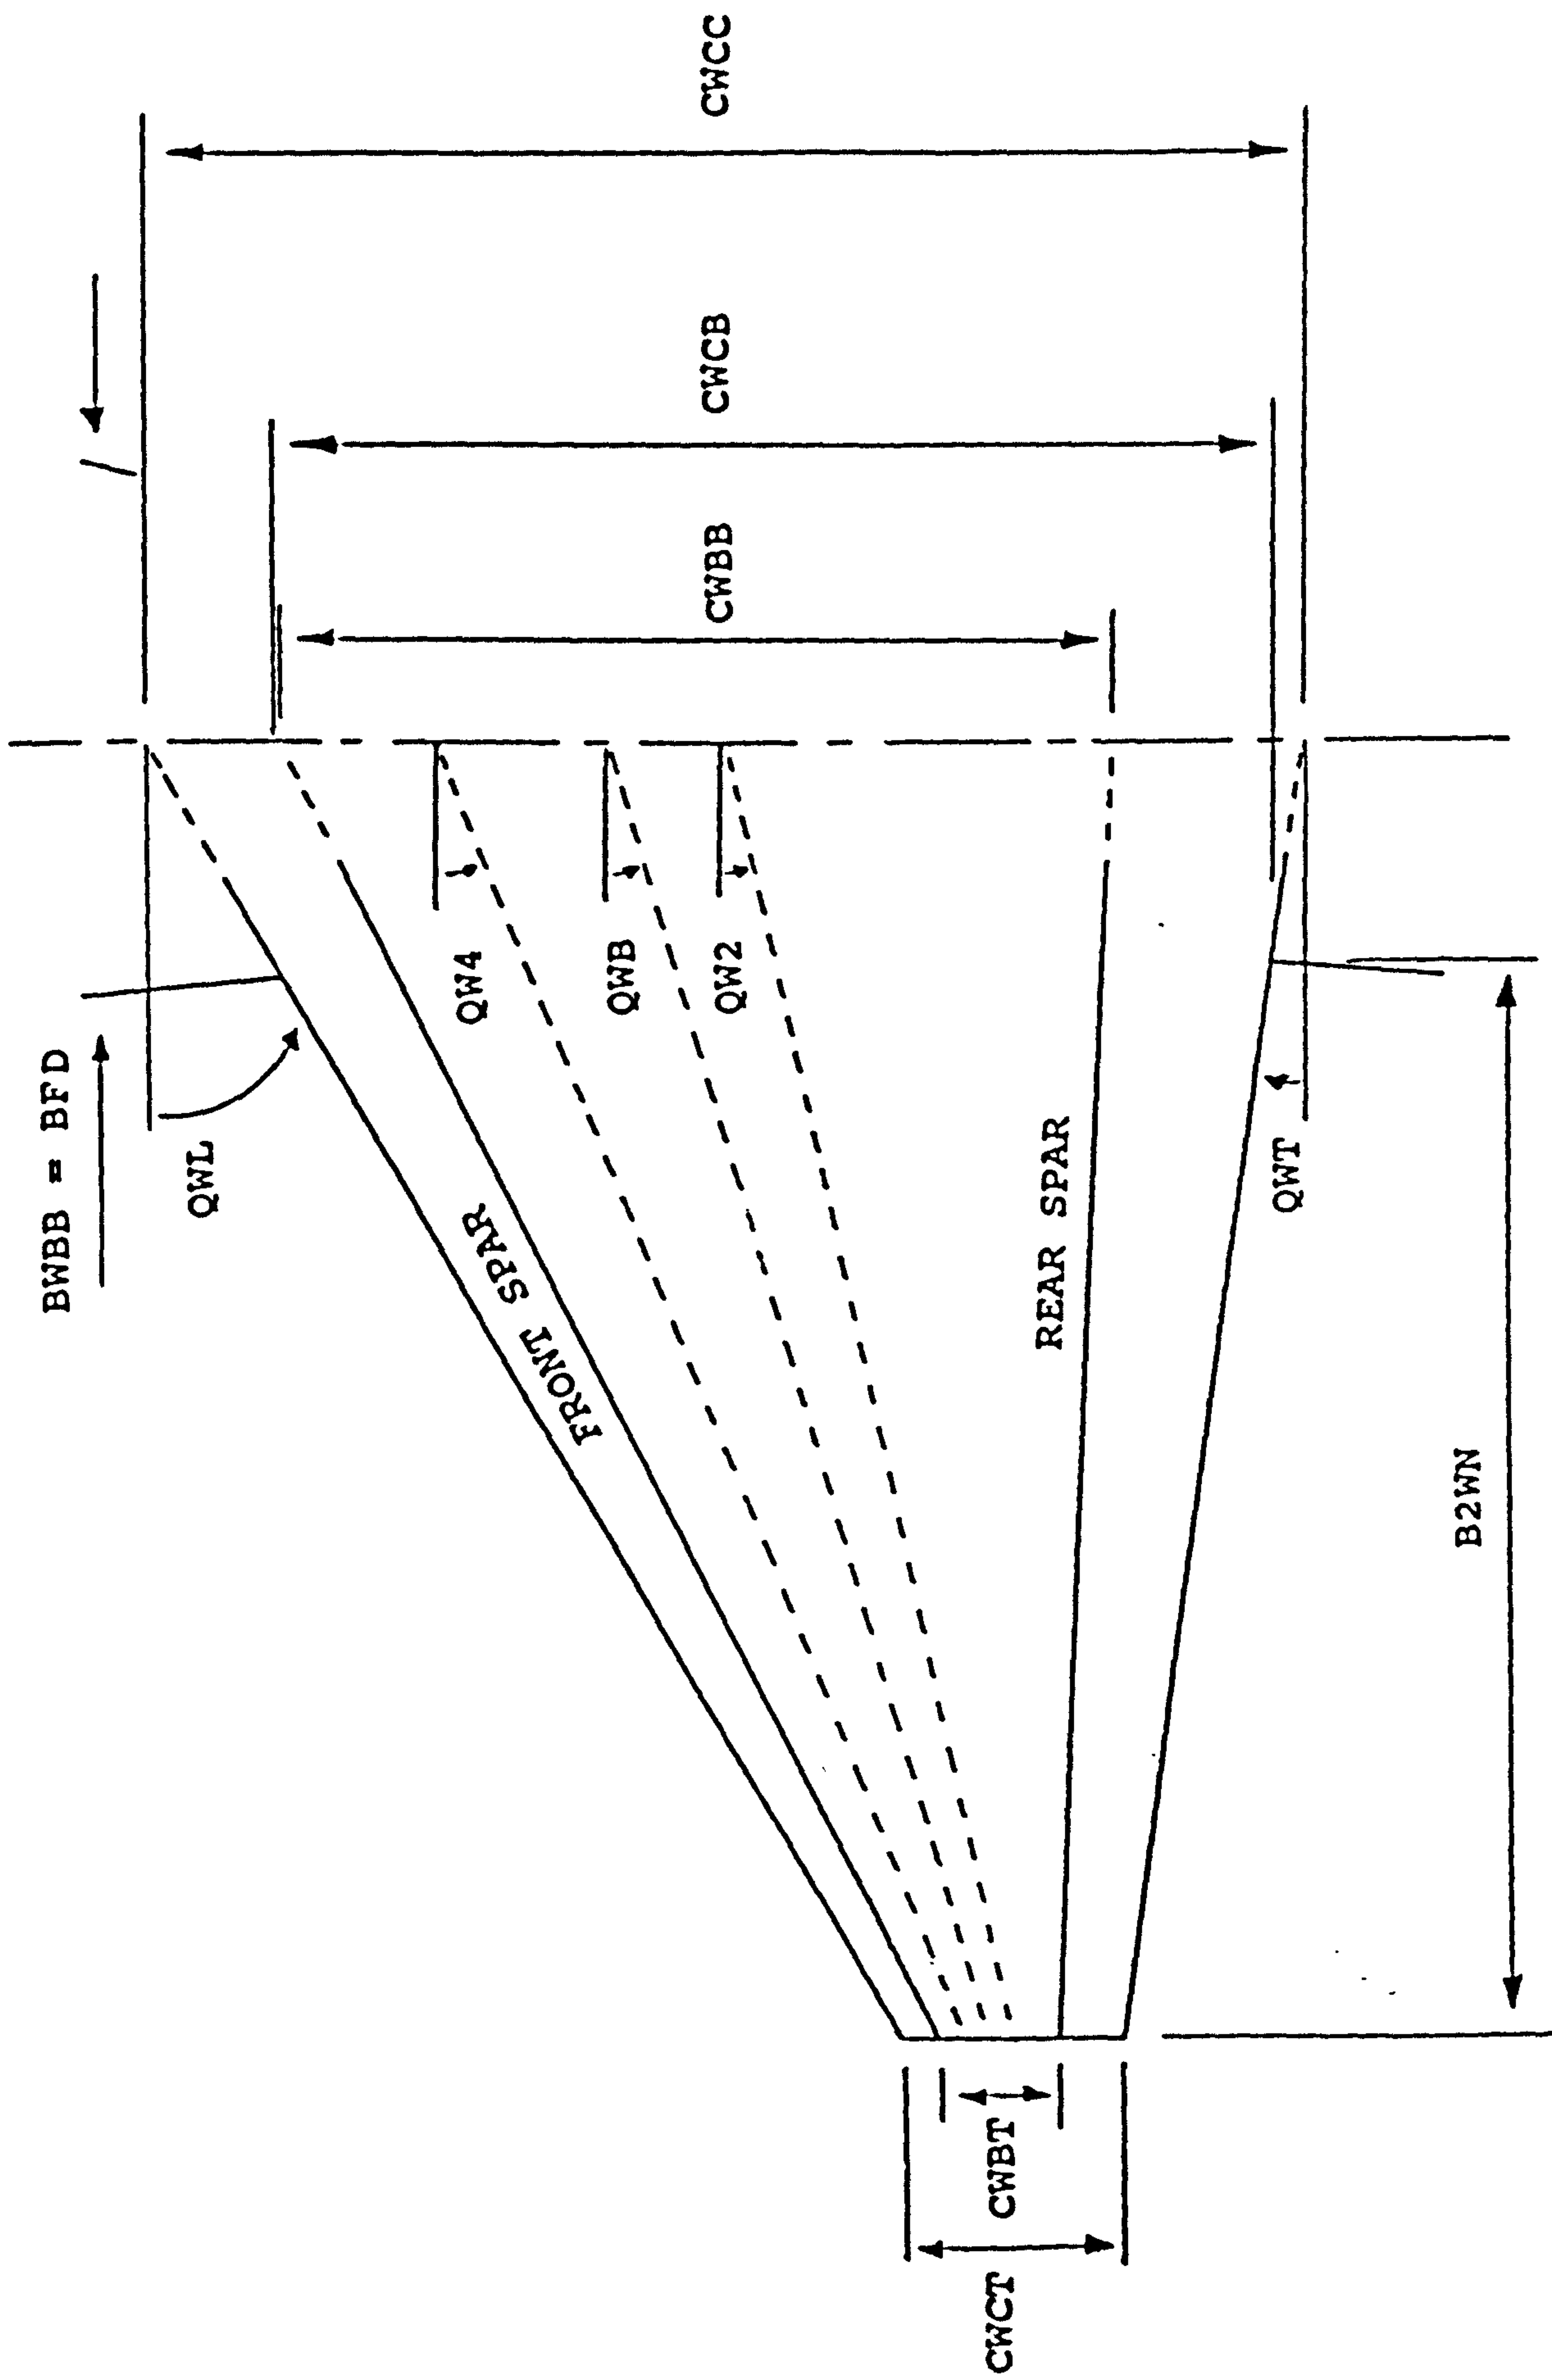 BWBB = BFD
QWL
FRONT SPAR
QW4
QWB
QW2
REAR SPAR
QWT
B2WN
CWBB
CWCB
CWCC
CWBT
CWCT